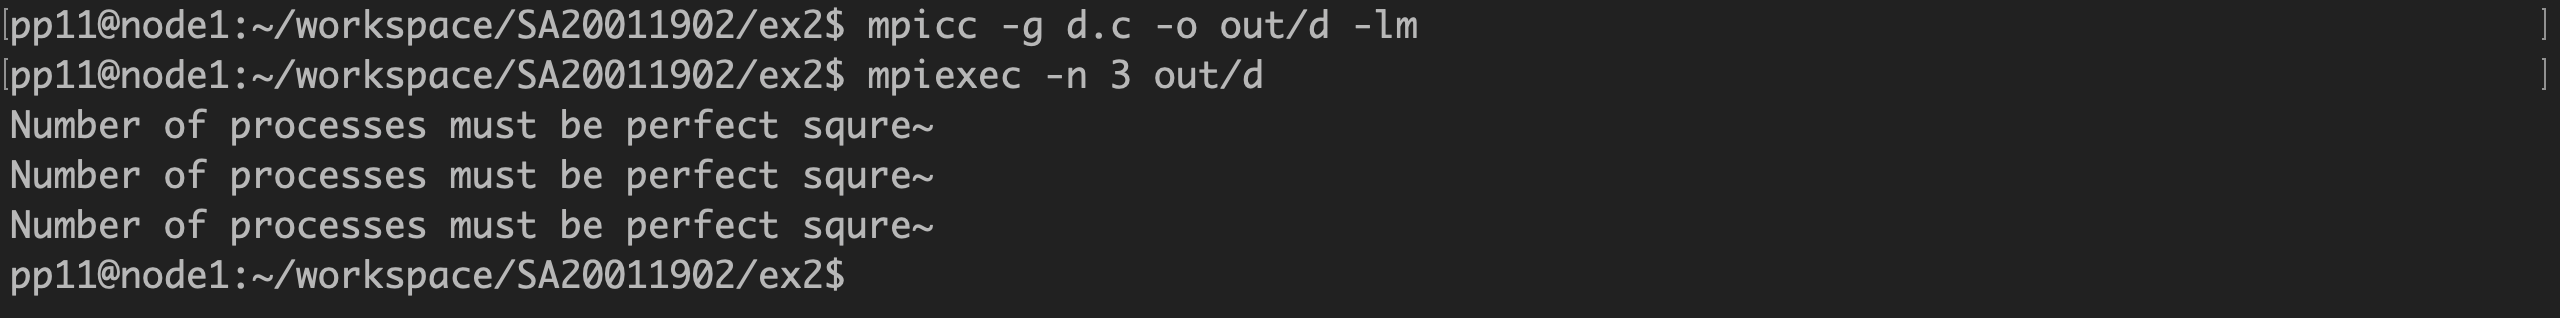 [pp11@node1:~/workspace/SA20011902/ex2$ mpicc -g d.c -o out/d -lm ]
[pp11@node1:~/workspace/SA20011902/ex2$ mpiexec -n 3 out/d ]
Number of processes must be perfect squre~
Number of processes must be perfect squre~
Number of processes must be perfect squre~
pp11@node1:~/workspace/SA20011902/ex2$